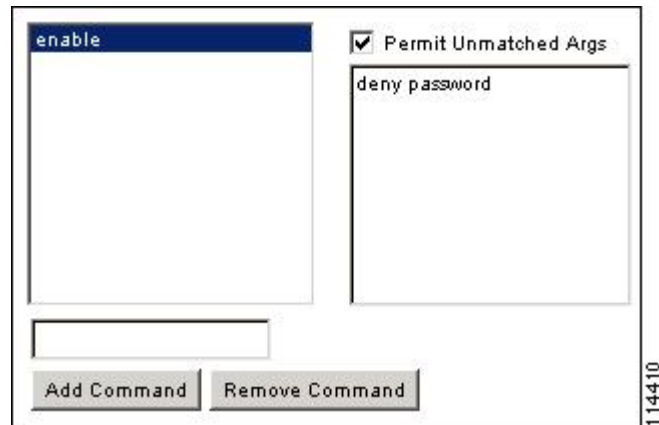 enable
Permit Unmatched Args
deny password
Add Command
Remove Command
114410